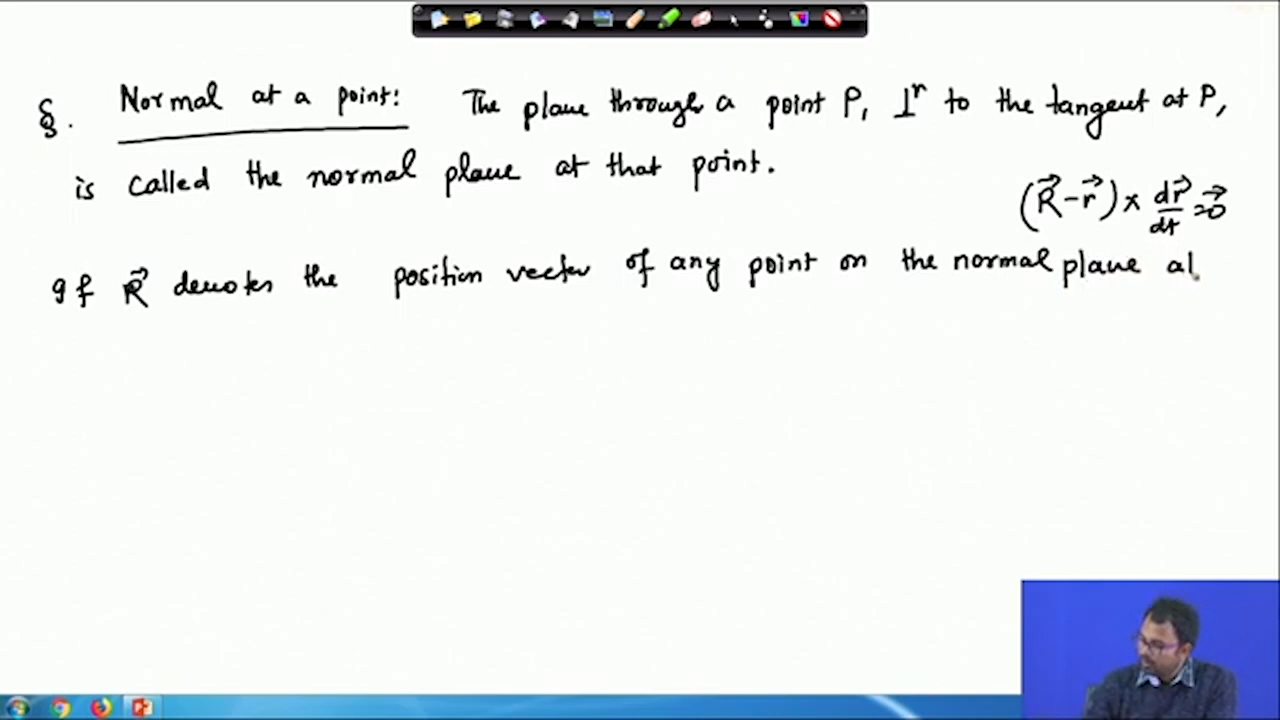 §. Normal at a point: The plane through a point P, ⊥ʳ to the tangent at P,
is called the normal plane at that point.
(R⃗-r⃗)×dr⃗/dt=0⃗
If R⃗ denotes the position vector of any point on the normal plane at